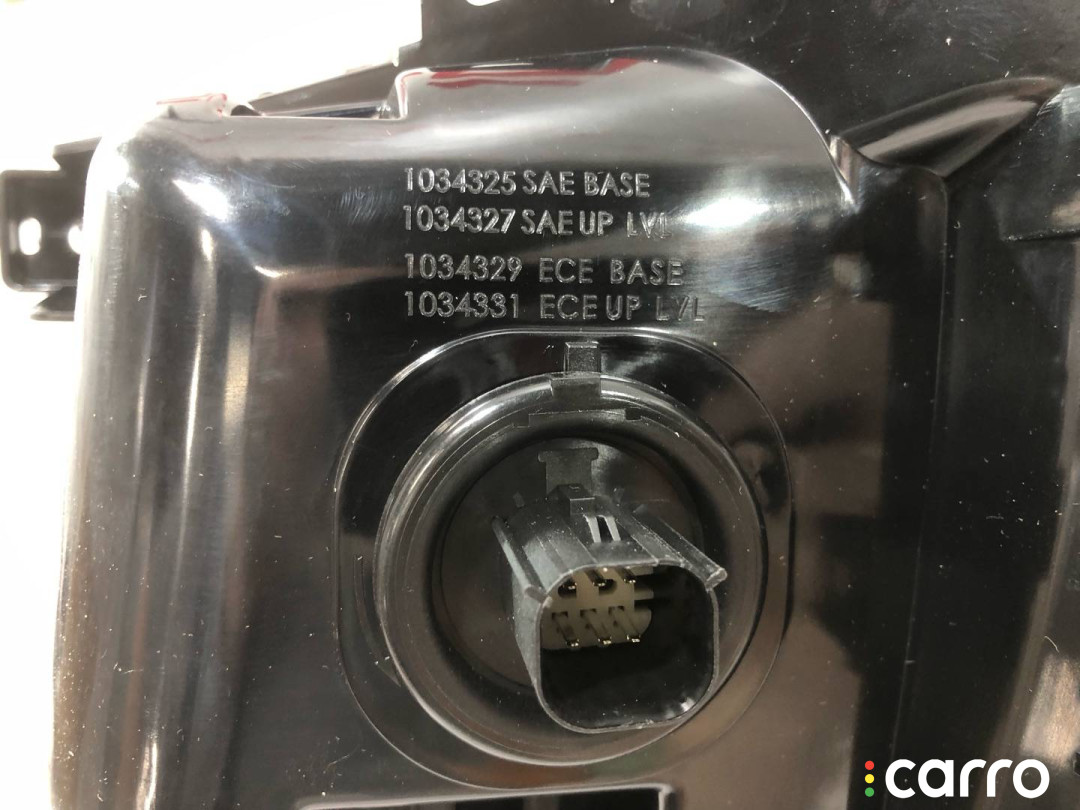 1034325 SAE BASE
1034327 SAE UP LVL
1034329 ECE BASE
1034331 ECE UP LVL
carro